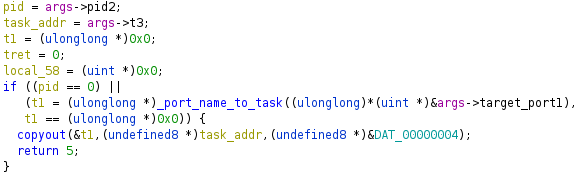 pid = args->pid2;
task_addr = args->t3;
t1 = (ulonglong *)0x0;
tret = 0;
local_58 = (uint *)0x0;
if ((pid == 0) ||
(t1 = (ulonglong *)_port_name_to_task((ulonglong)*(uint *)&args->target_port1),
t1 == (ulonglong *)0x0)) {
copyout(&t1,(undefined8 *)task_addr,(undefined8 *)&DAT_00000004);
return 5;
}